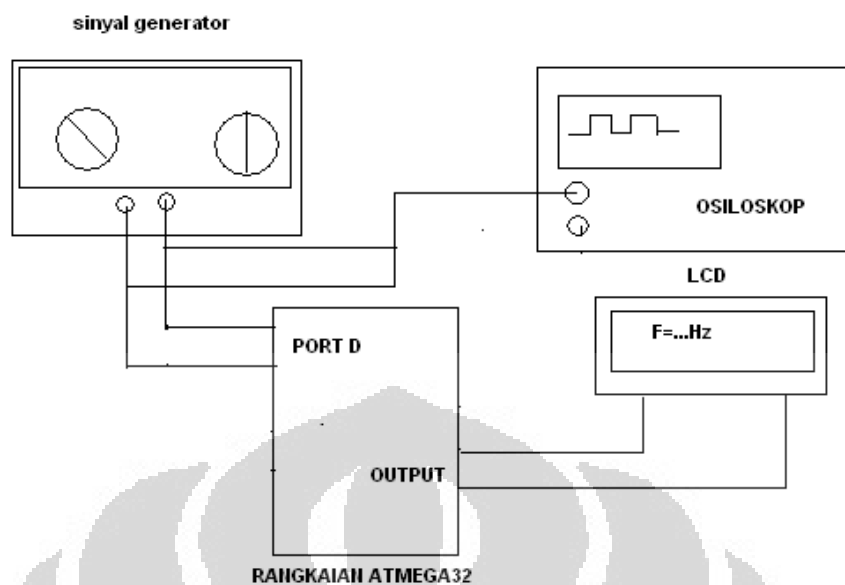 sinyal generator
OSILOSKOP
LCD
F=...Hz
PORT D
OUTPUT
RANGKAIAN ATMEGA32